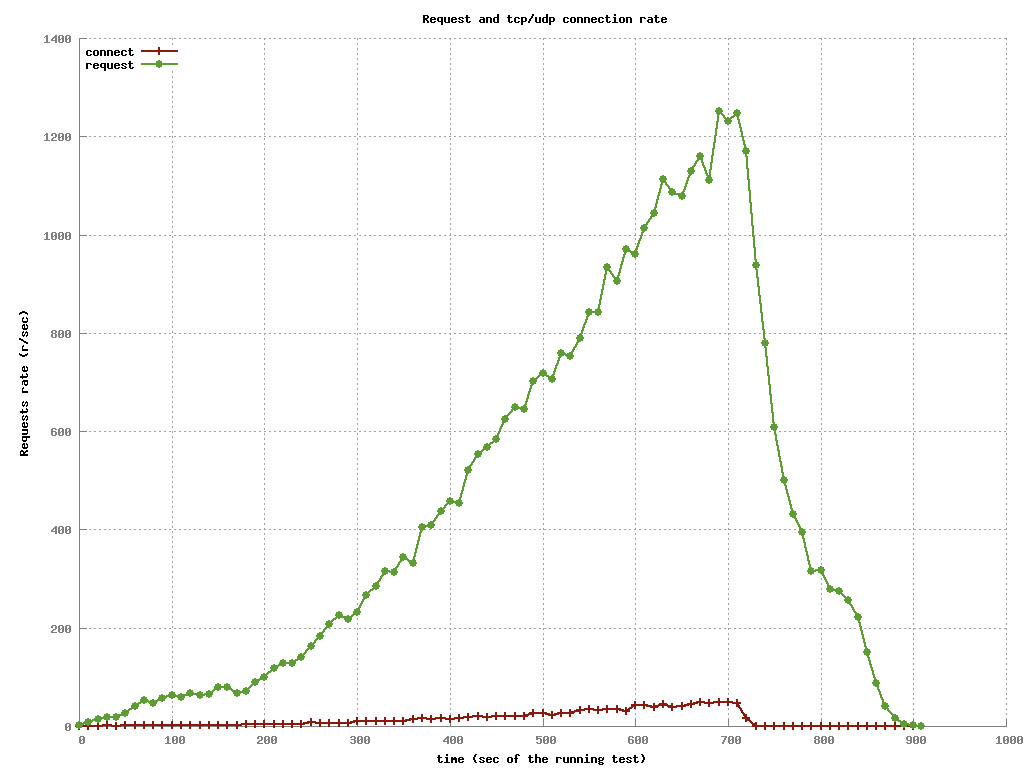 Request and tcp/udp connection rate
1400
connect
request
1200
1000
800
600
400
200
0
Requests rate (r/sec)
0 100 200 300 400 500 600 700 800 900 1000
time (sec of the running test)